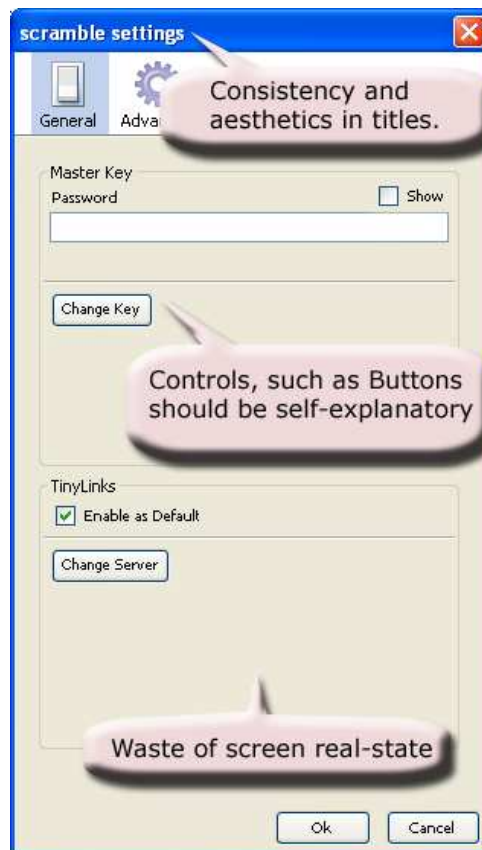 scramble settings
Consistency and
aesthetics in titles.
General
Adva
Master Key
Password
Show
Change Key
Controls, such as Buttons
should be self-explanatory
TinyLinks
Enable as Default
Change Server
Waste of screen real-state
Ok
Cancel